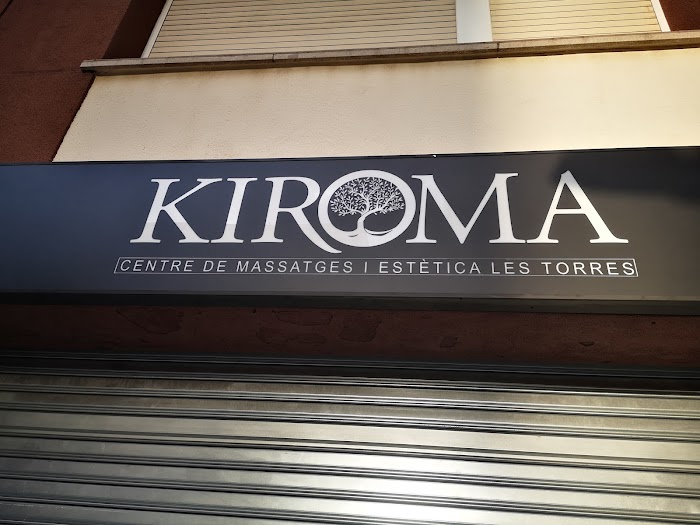 KIROMA
CENTRE DE MASSATGES I ESTÈTICA LES TORRES